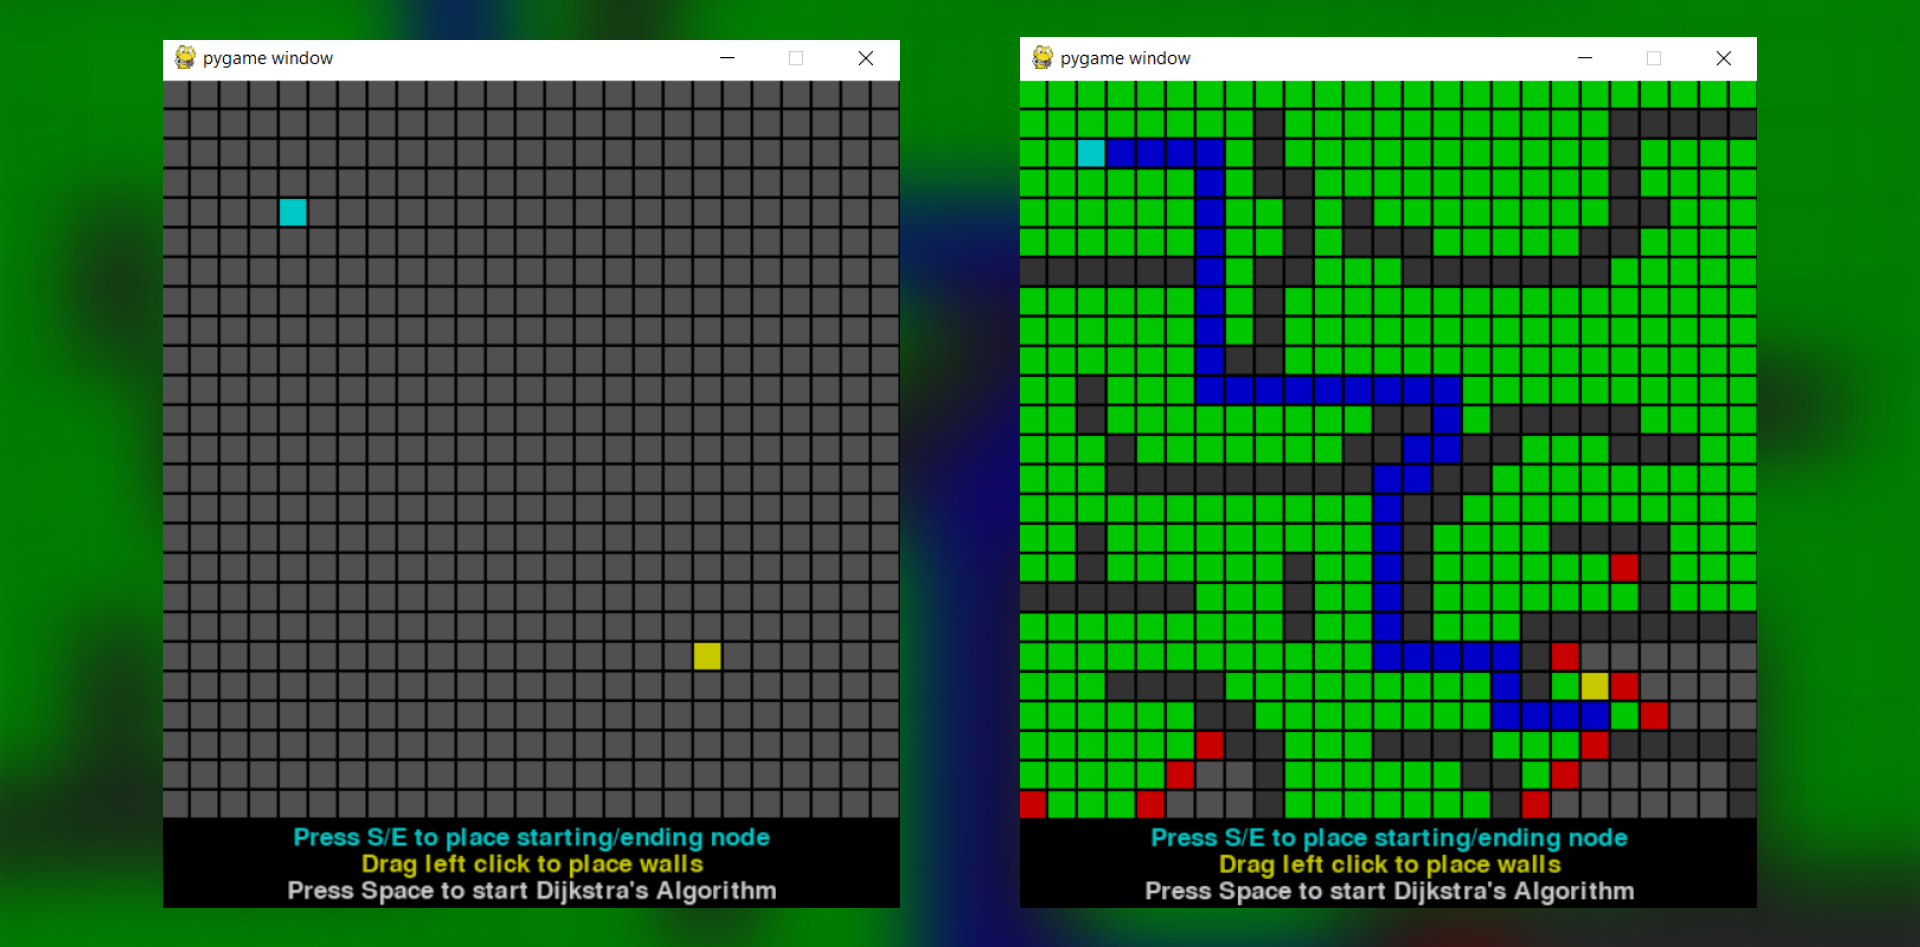 pygame window
Press S/E to place starting/ending node
Drag left click to place walls
Press Space to start Dijkstra's Algorithm
pygame window
Press S/E to place starting/ending node
Drag left click to place walls
Press Space to start Dijkstra's Algorithm